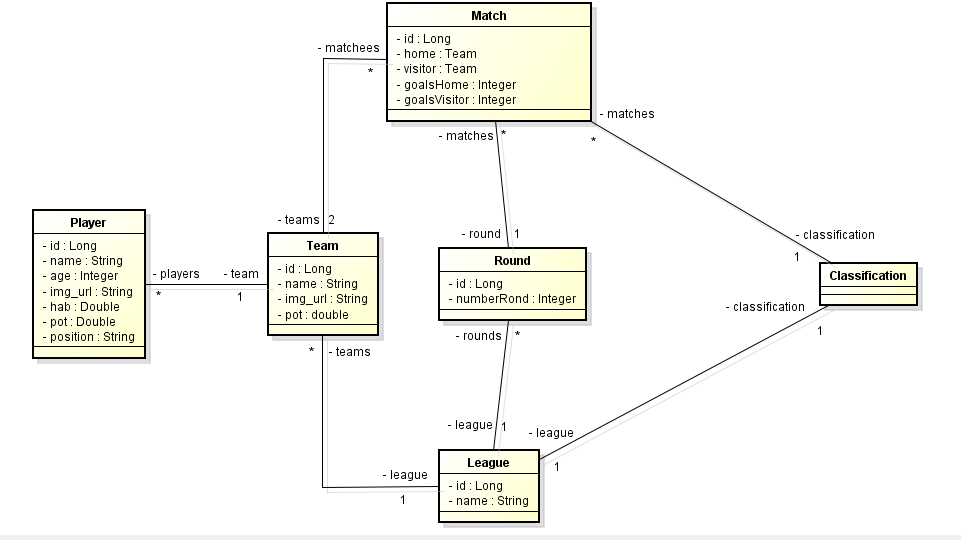 Match
- id : Long
- home : Team
- visitor : Team
- goalsHome : Integer
- goalsVisitor : Integer
- matchees
*
- matches
*
- matches
*
- teams 2
- round 1
- classification
1
Player
- id : Long
- name : String
- age : Integer
- img_url : String
- hab : Double
- pot : Double
- position : String
- players
*
- team
1
Team
- id : Long
- name : String
- img_url : String
- pot : double
Round
- id : Long
- numberRond : Integer
Classification
- classification
1
* - teams
- rounds *
- league 1
- league
1
- league
1
League
- id : Long
- name : String